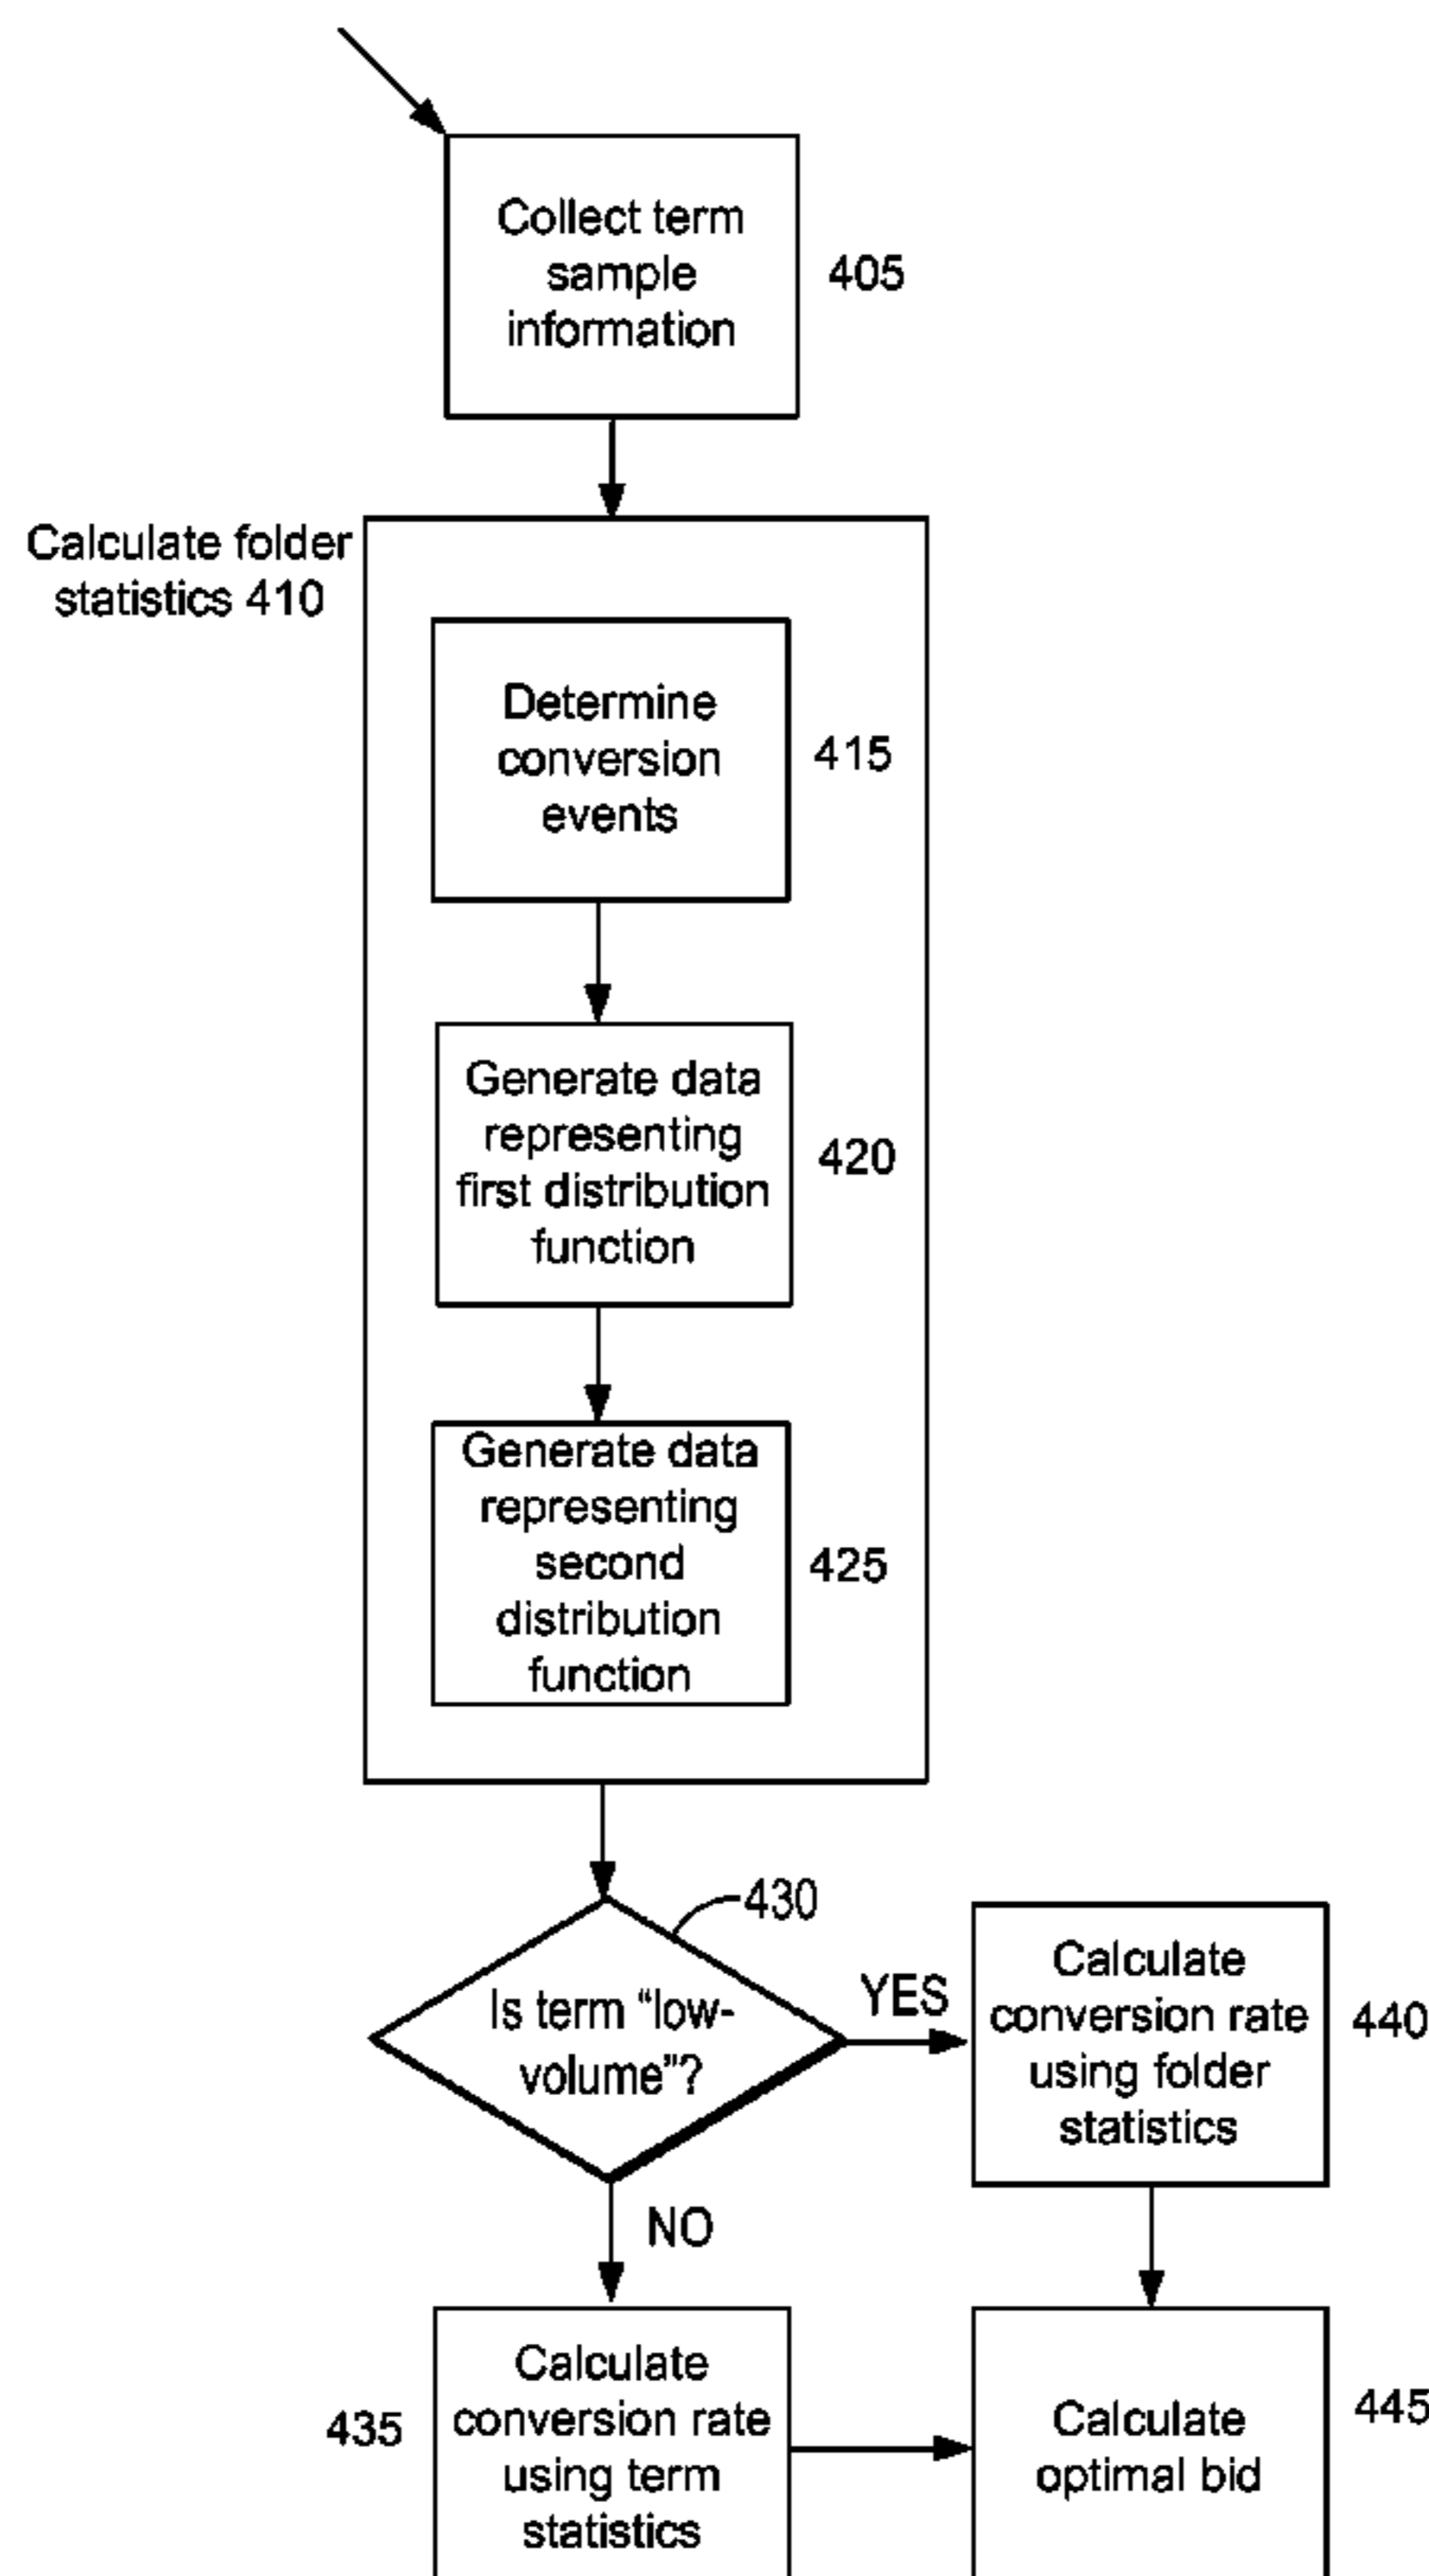 Collect term
sample
information
405
Calculate folder
statistics 410
Determine
conversion
events
415
Generate data
representing
first distribution
function
420
Generate data
representing
second
distribution
function
425
430
Is term “low-
volume”?
YES
NO
Calculate
conversion rate
using folder
statistics
440
435
Calculate
conversion rate
using term
statistics
Calculate
optimal bid
445